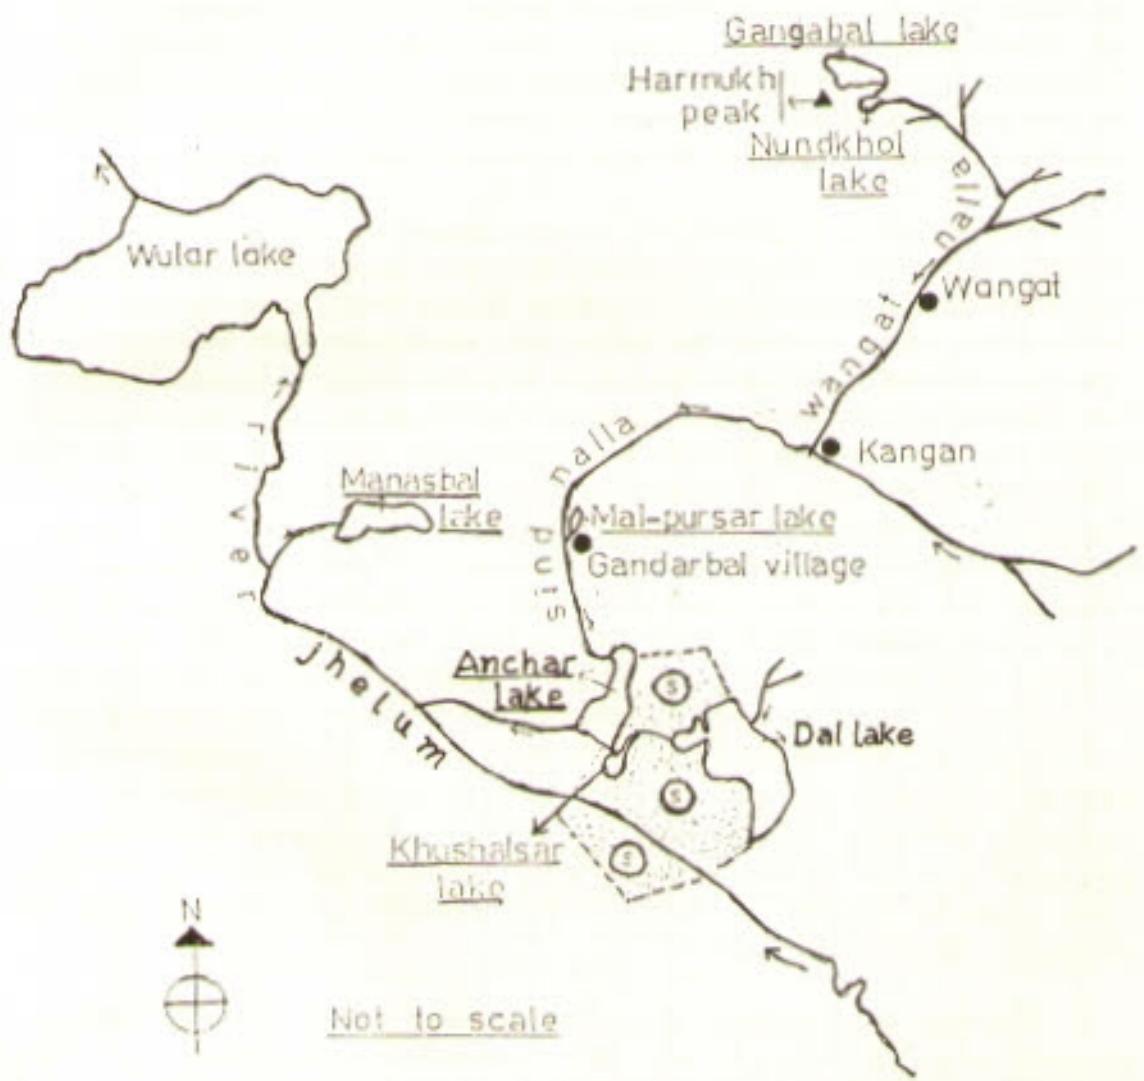 Gangabal lake
Harmukh
peak
Nundkhol
lake
wangat nalla
Wular lake
Wangat
Kangan
river
jhelum
Manasbal
lake
sind nalla
Mal-pursar lake
Gandarbal village
Anchar
lake
S
Dal lake
S
S
Khushalsar
lake
N
Not to scale